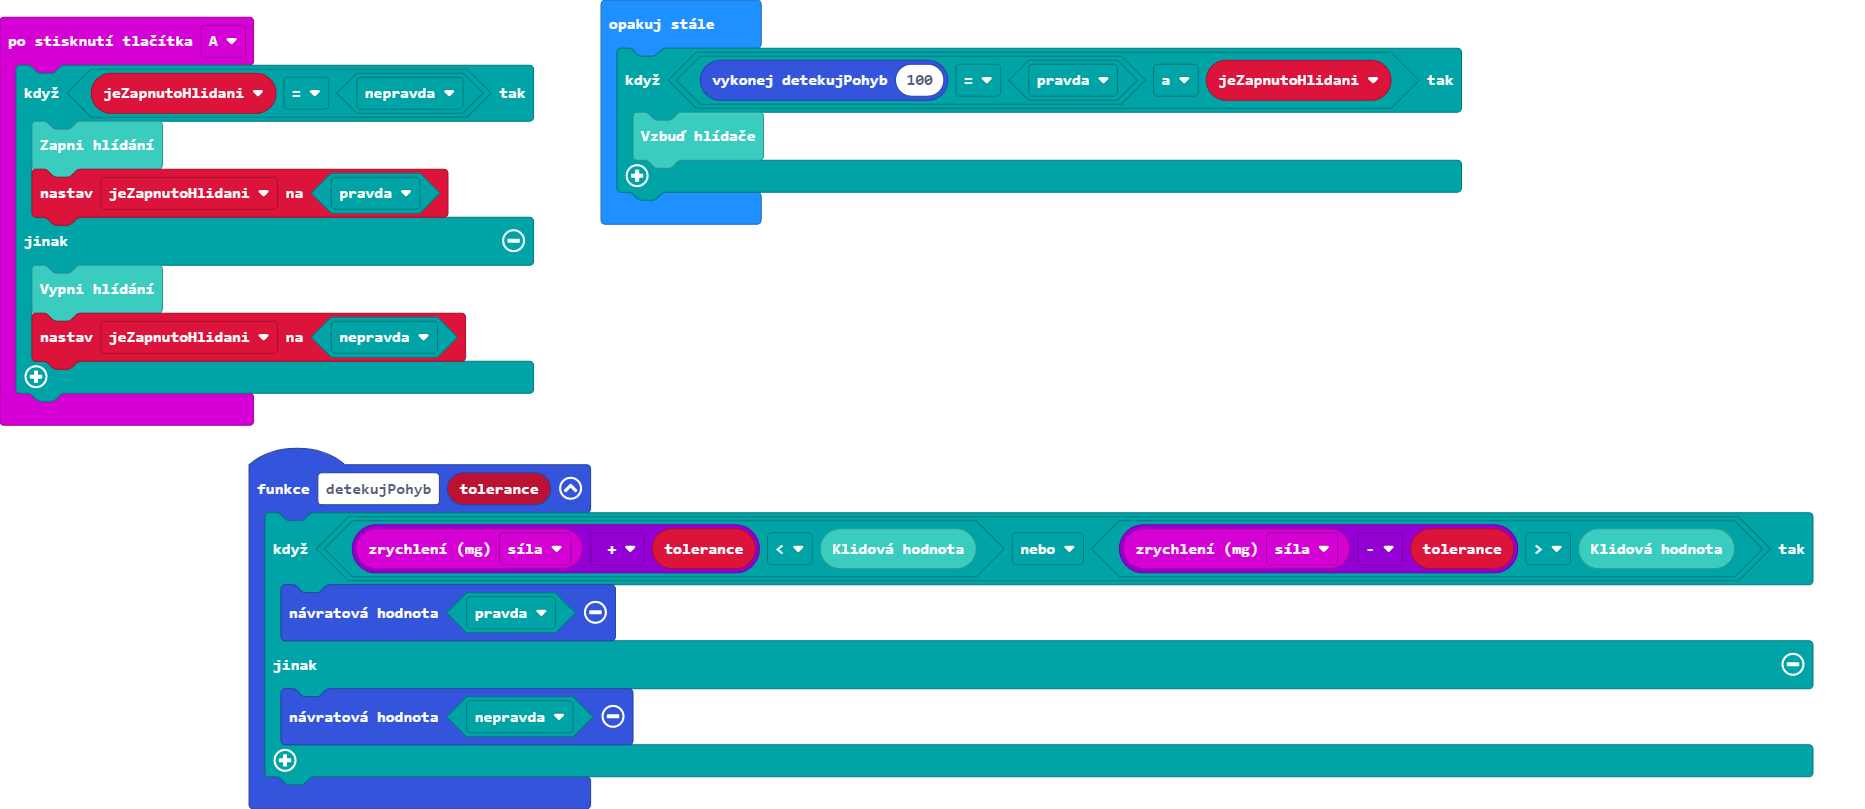 po stisknutí tlačítka A
když jeZapnutoHlidani = nepravda tak
Zapni hlídání
nastav jeZapnutoHlidani na pravda
jinak
Vypni hlídání
nastav jeZapnutoHlidani na nepravda
opakuj stále
když vykonej detekujPohyb 100 = pravda a jeZapnutoHlidani tak
Vzbuď hlídače
funkce detekujPohyb tolerance
když zrychlení (mg) síla + tolerance < Klidová hodnota nebo zrychlení (mg) síla - tolerance > Klidová hodnota tak
návratová hodnota pravda
jinak
návratová hodnota nepravda